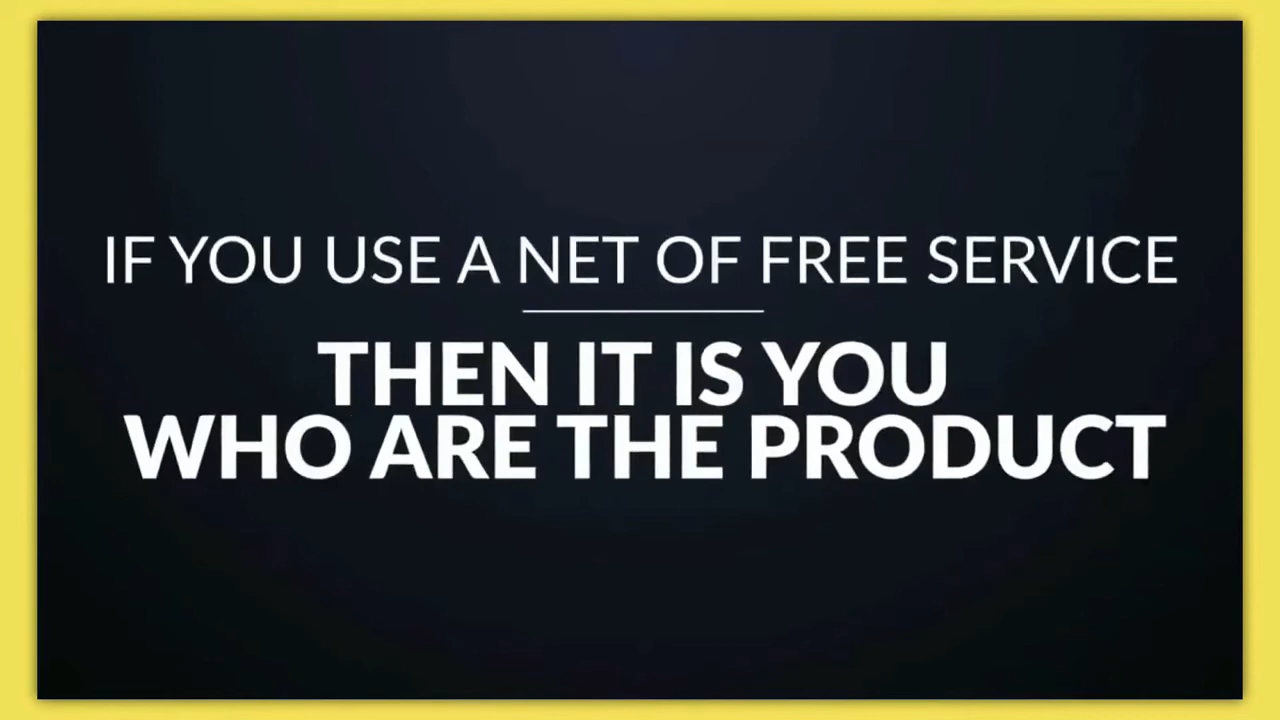 IF YOU USE A NET OF FREE SERVICE
THEN IT IS YOU
WHO ARE THE PRODUCT